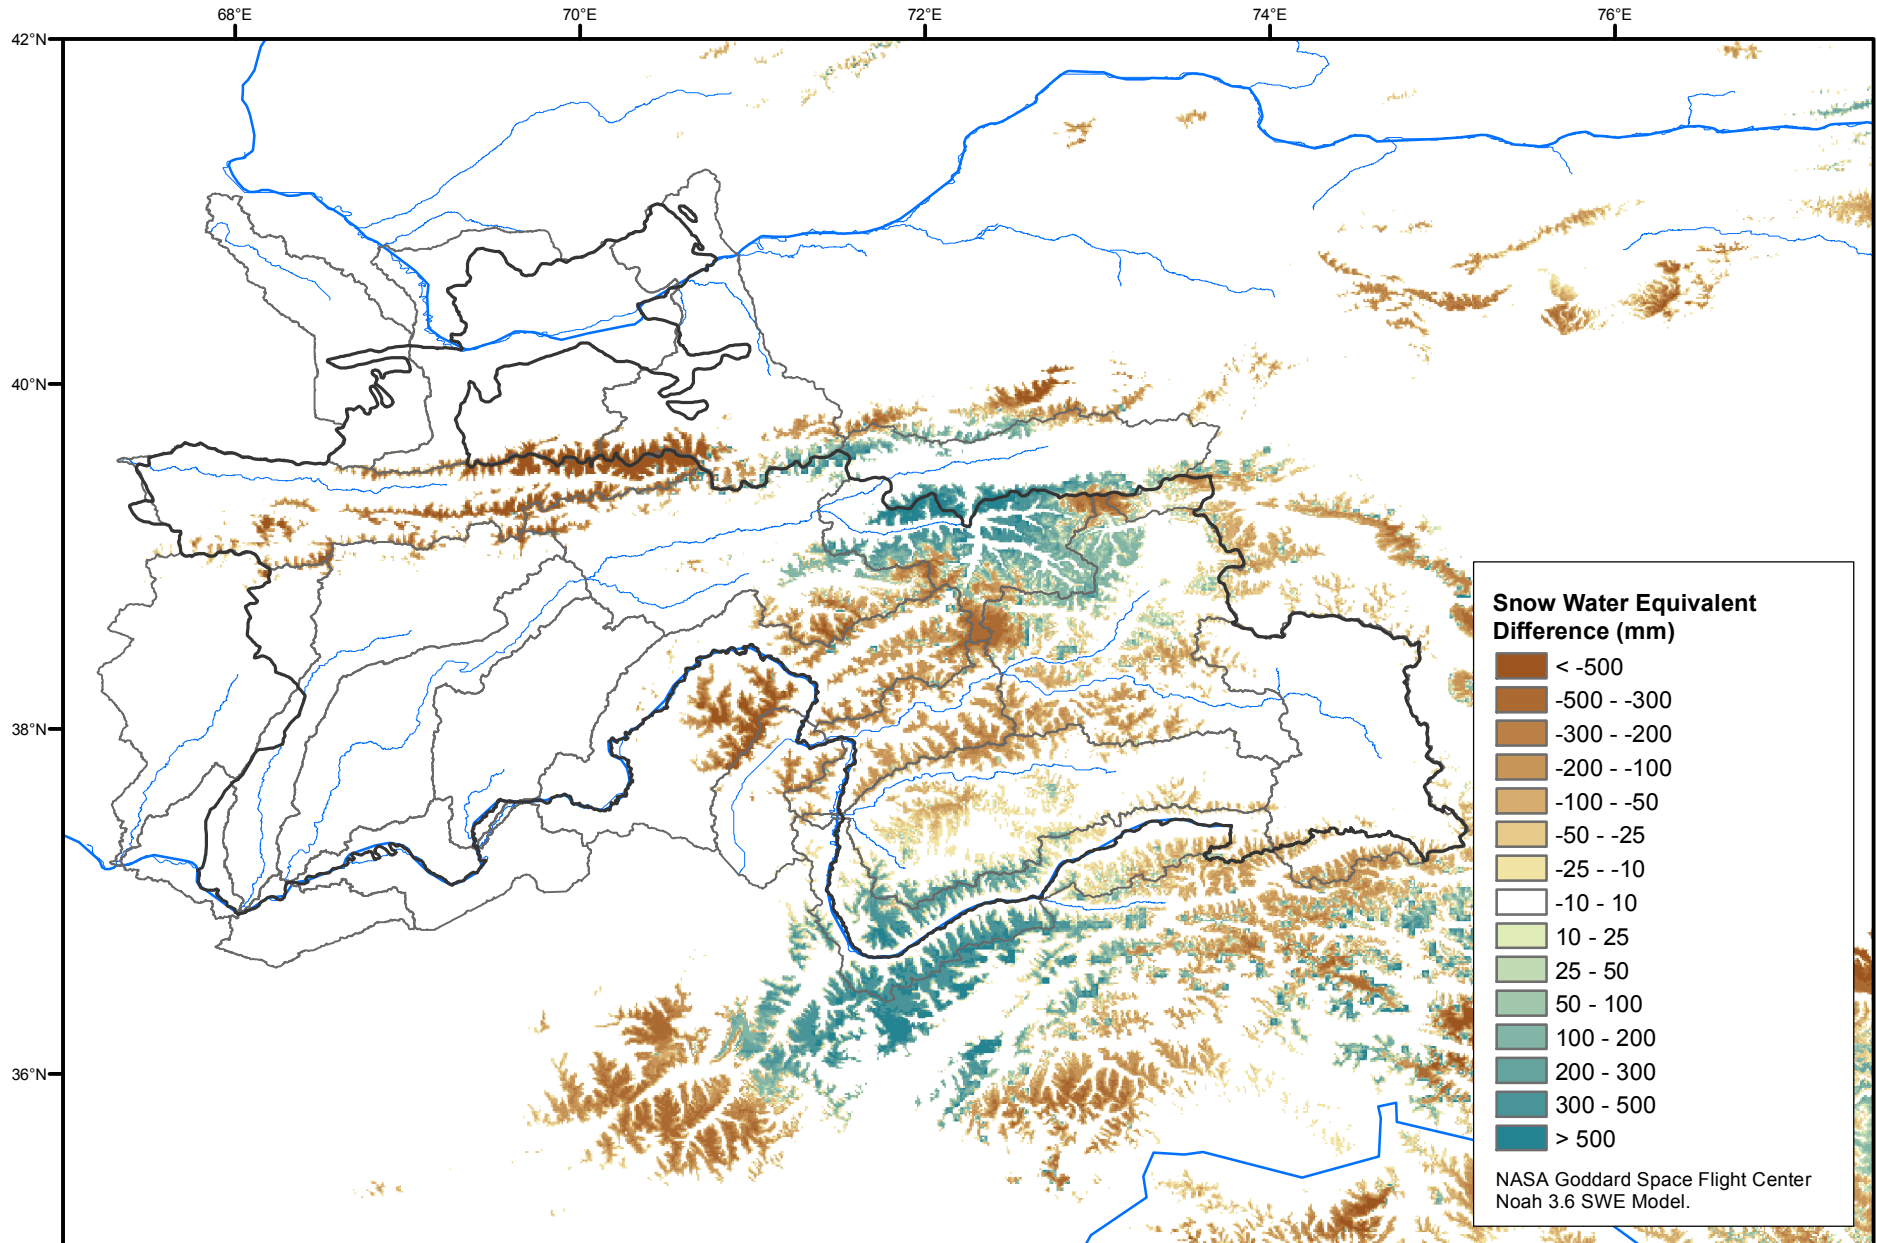 68°E 70°E 72°E 74°E 76°E
42°N
40°N
38°N
36°N
Snow Water Equivalent
Difference (mm)
< -500
-500 - -300
-300 - -200
-200 - -100
-100 - -50
-50 - -25
-25 - -10
-10 - 10
10 - 25
25 - 50
50 - 100
100 - 200
200 - 300
300 - 500
> 500
NASA Goddard Space Flight Center
Noah 3.6 SWE Model.